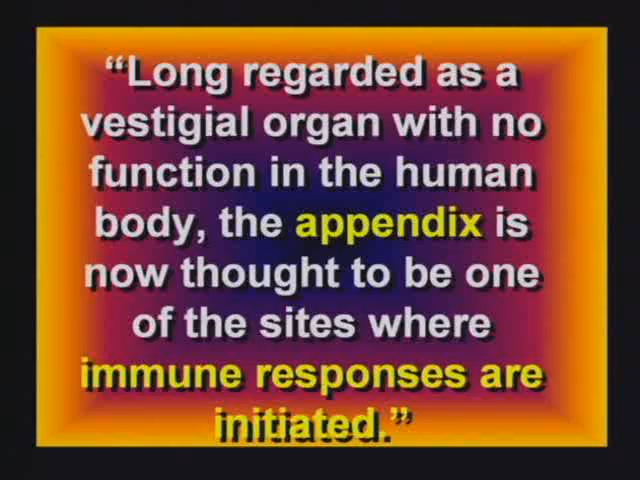 “Long regarded as a
vestigial organ with no
function in the human
body, the appendix is
now thought to be one
of the sites where
immune responses are
initiated.”